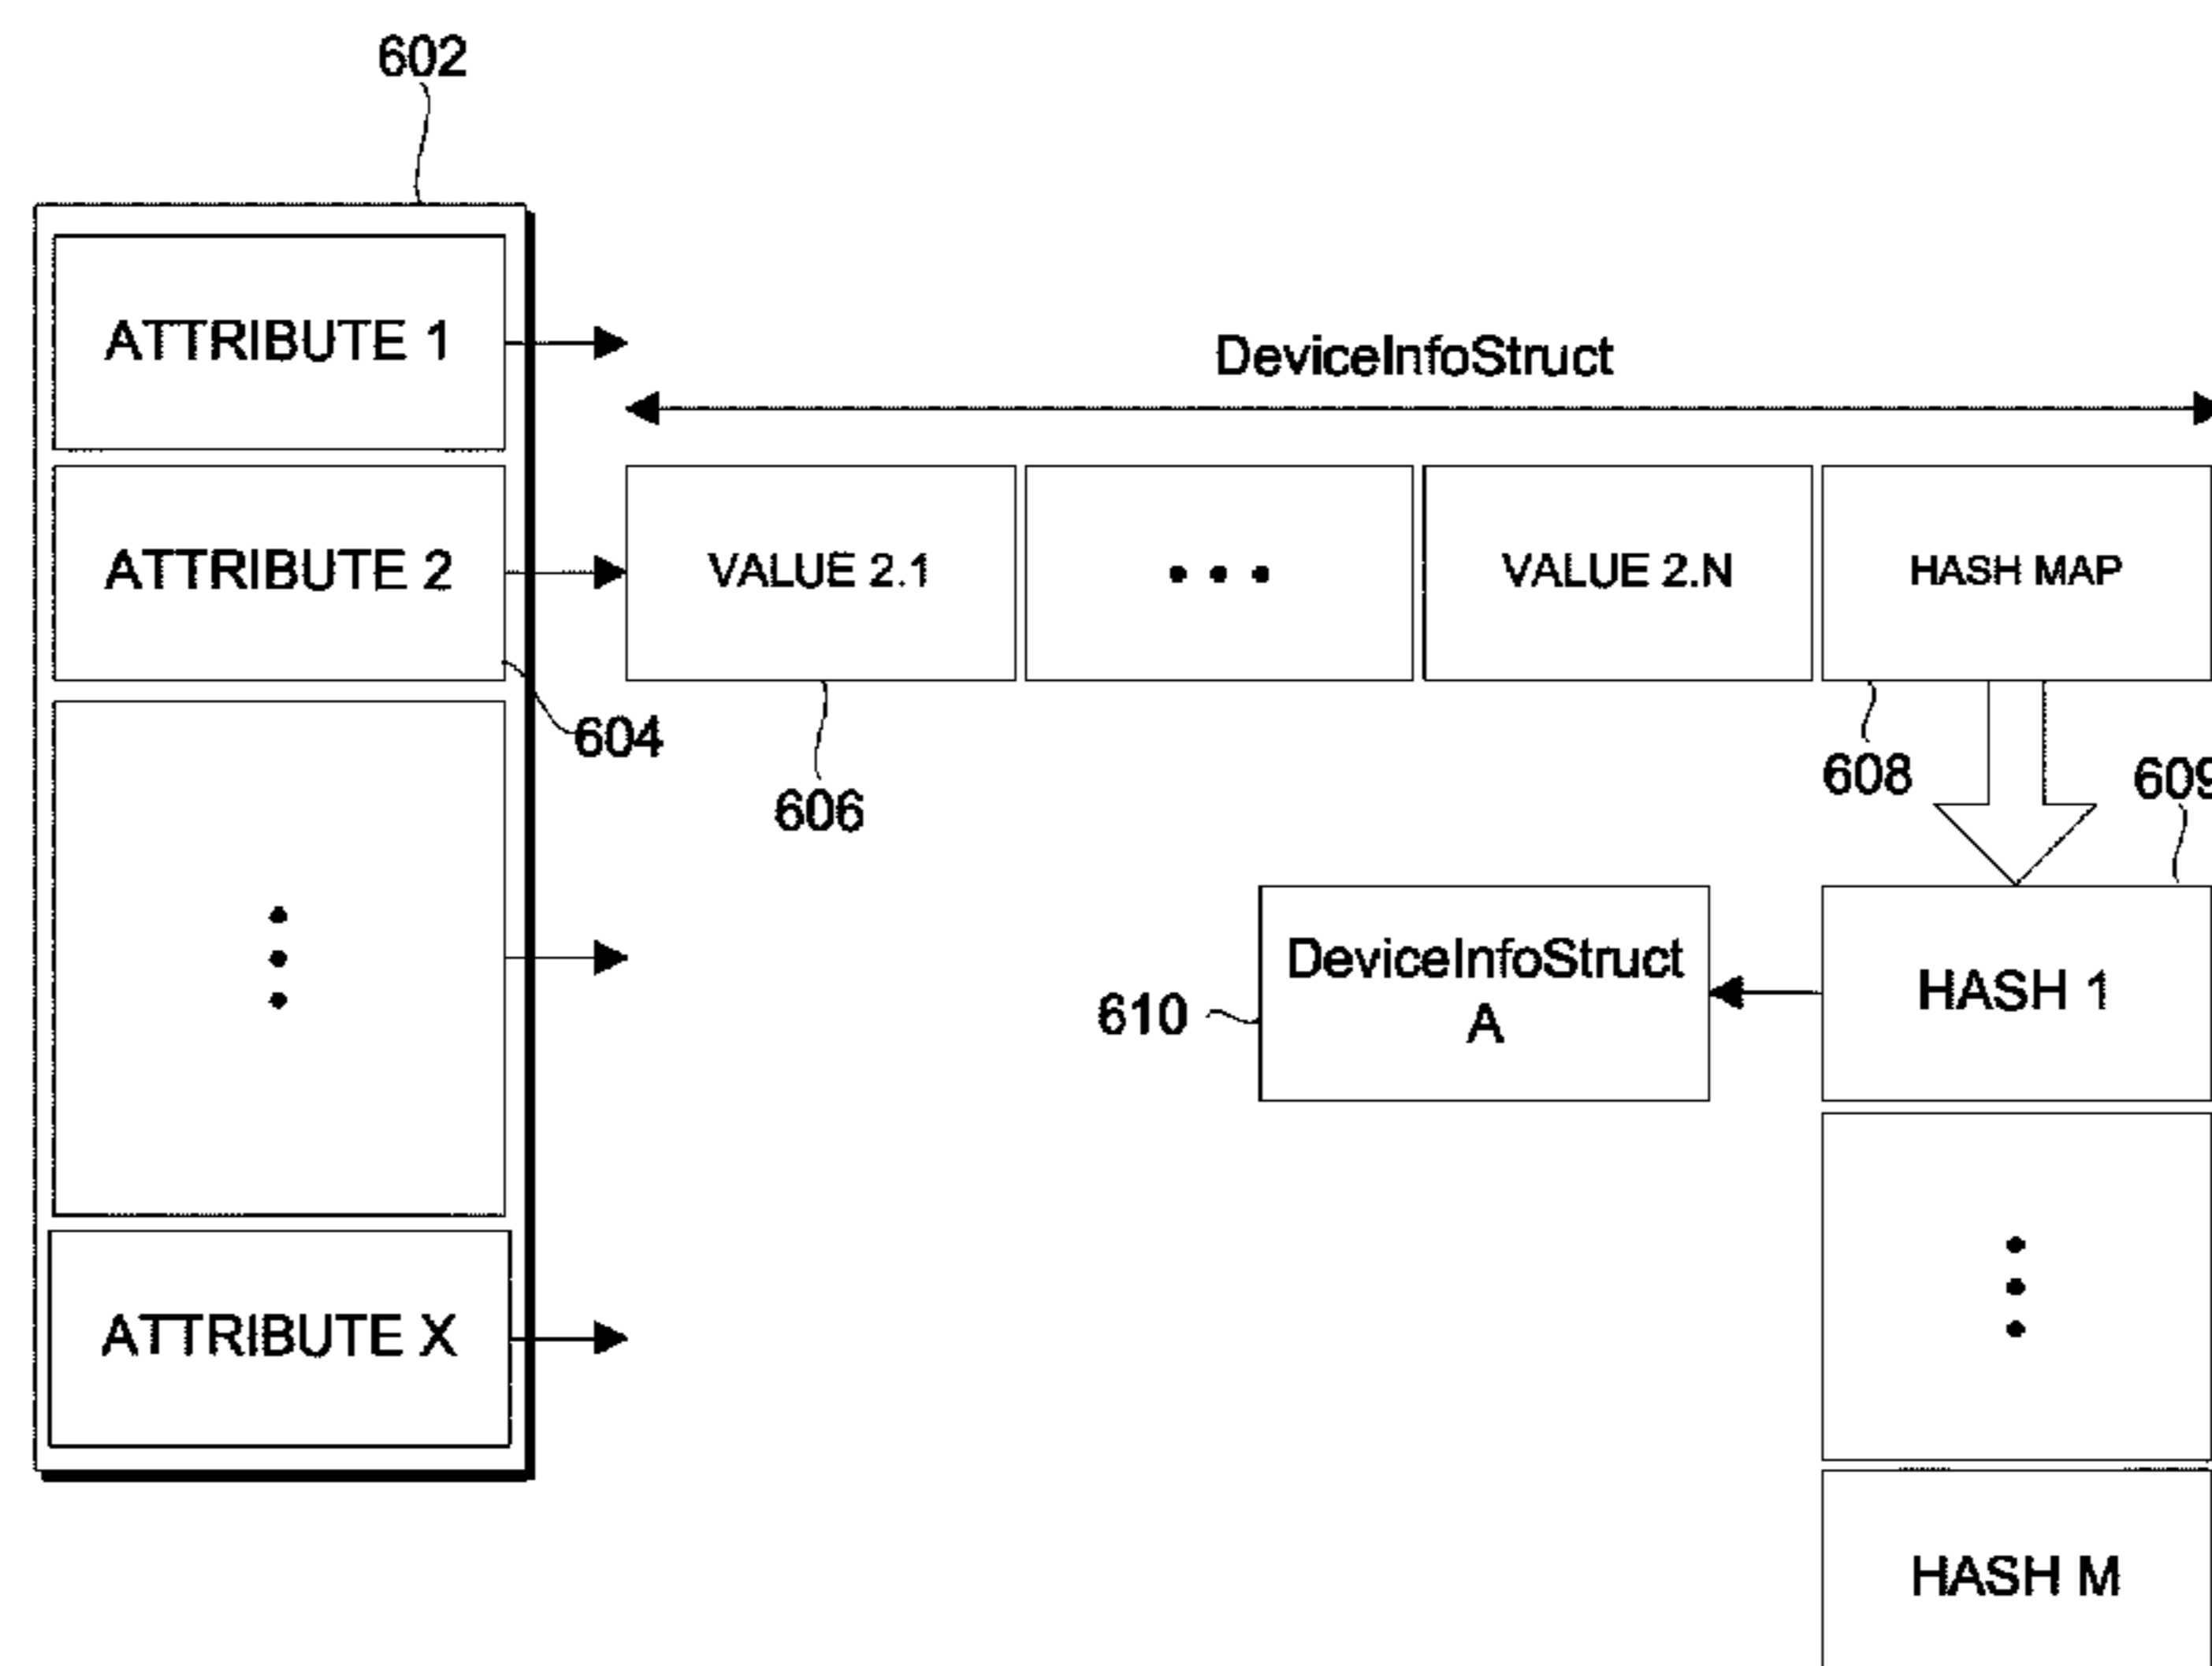 602
ATTRIBUTE 1
DeviceInfoStruct
ATTRIBUTE 2
VALUE 2.1
• • •
VALUE 2.N
HASH MAP
604
606
608
609
DeviceInfoStruct
A
610
HASH 1
ATTRIBUTE X
HASH M